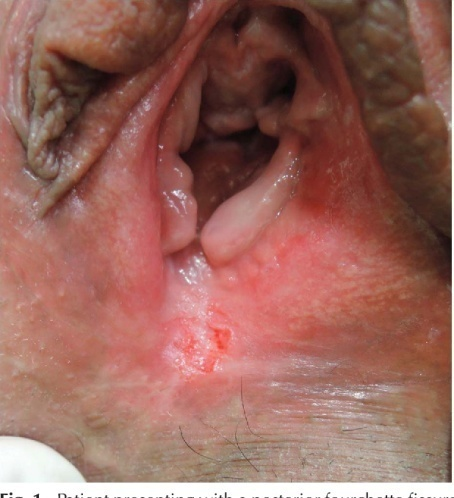 Fig. 1 Patient presenting with a posterior fourchette fissure